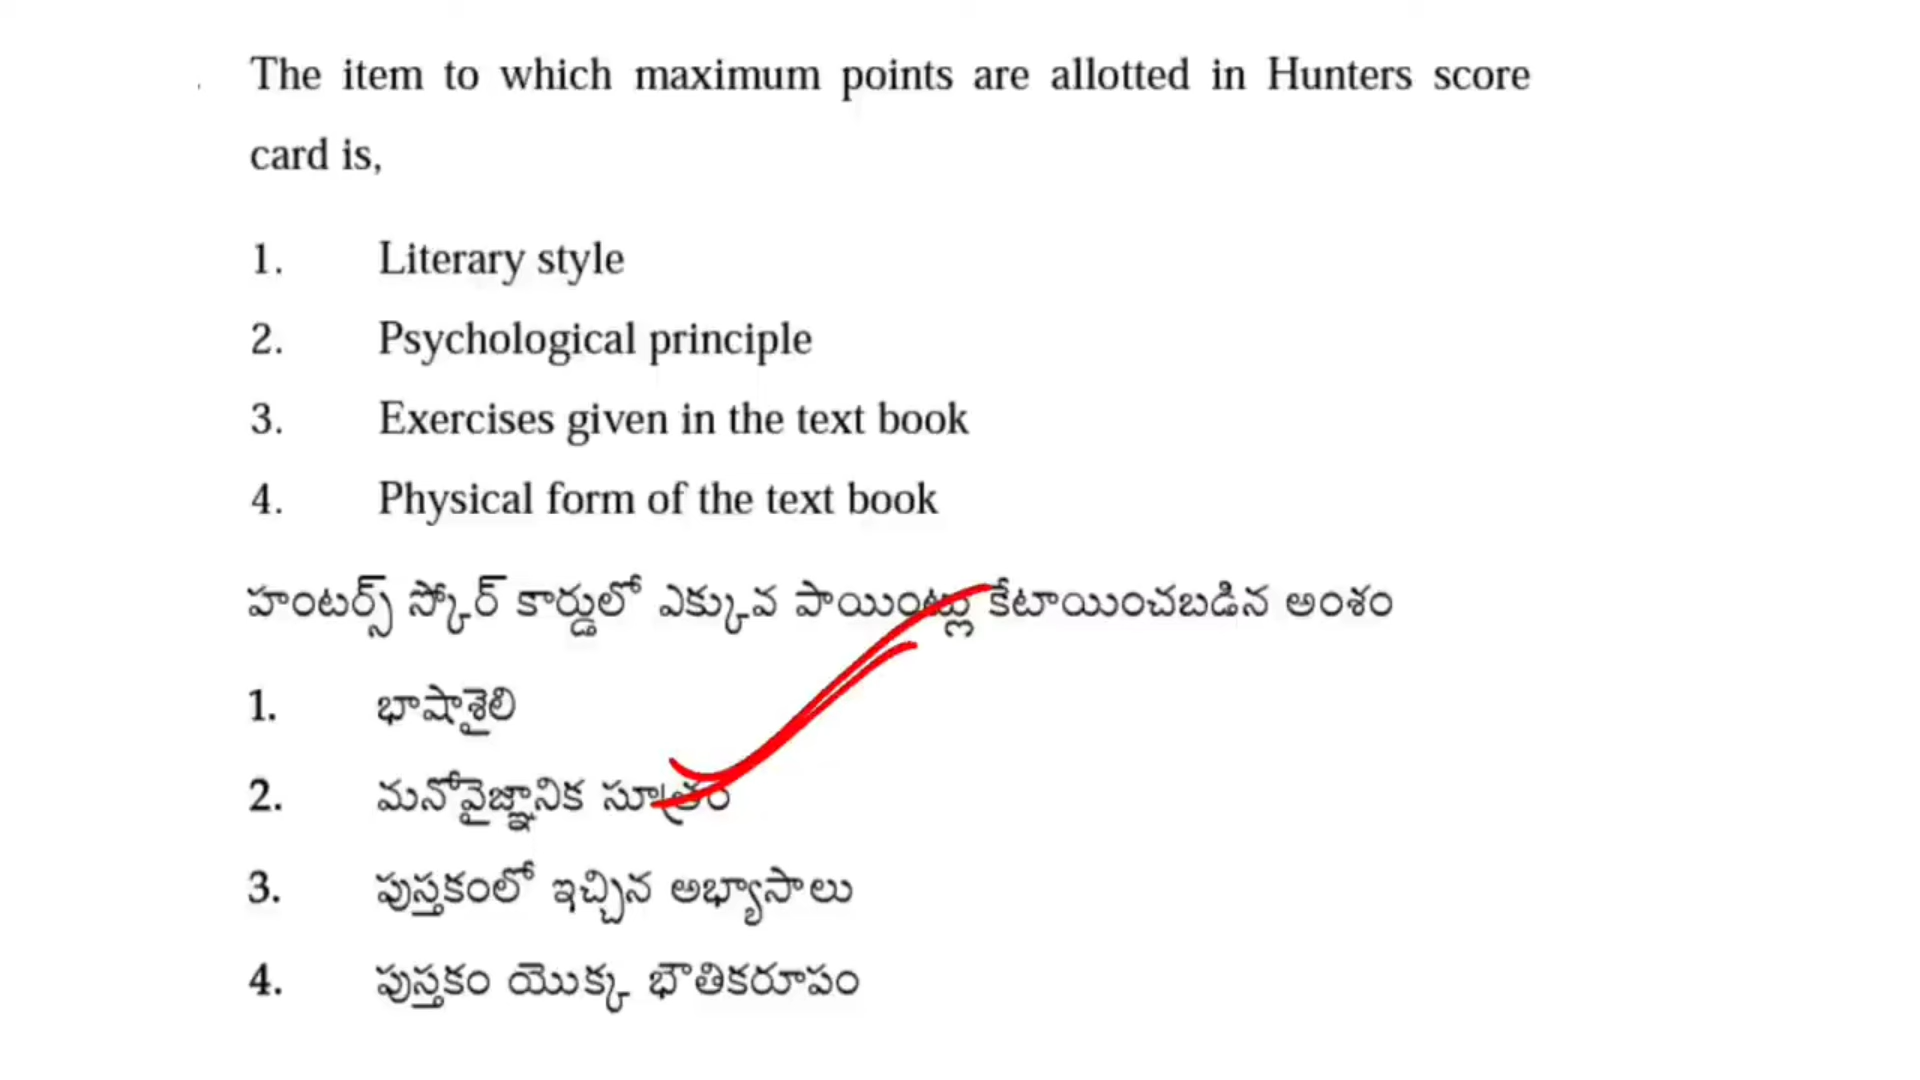 The item to which maximum points are allotted in Hunters score
card is,
1. Literary style
2. Psychological principle
3. Exercises given in the text book
4. Physical form of the text book
హంటర్స్ స్కోర్ కార్డులో ఎక్కువ పాయింట్లు కేటాయించబడిన అంశం
1. భాషాశైలి
2. మనోవైజ్ఞానిక సూత్రం
3. పుస్తకంలో ఇచ్చిన అభ్యాసాలు
4. పుస్తకం యొక్క భౌతికరూపం